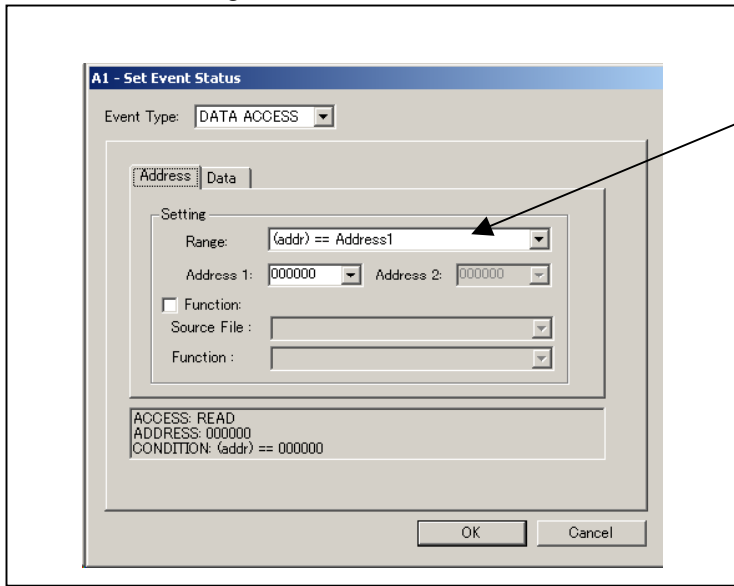 A1 - Set Event Status
Event Type: DATA ACCESS
Address Data
Setting
Range: (addr) == Address1
Address 1: 000000 Address 2: 000000
Function:
Source File :
Function :
ACCESS: READ
ADDRESS: 000000
CONDITION: (addr) == 000000
OK Cancel